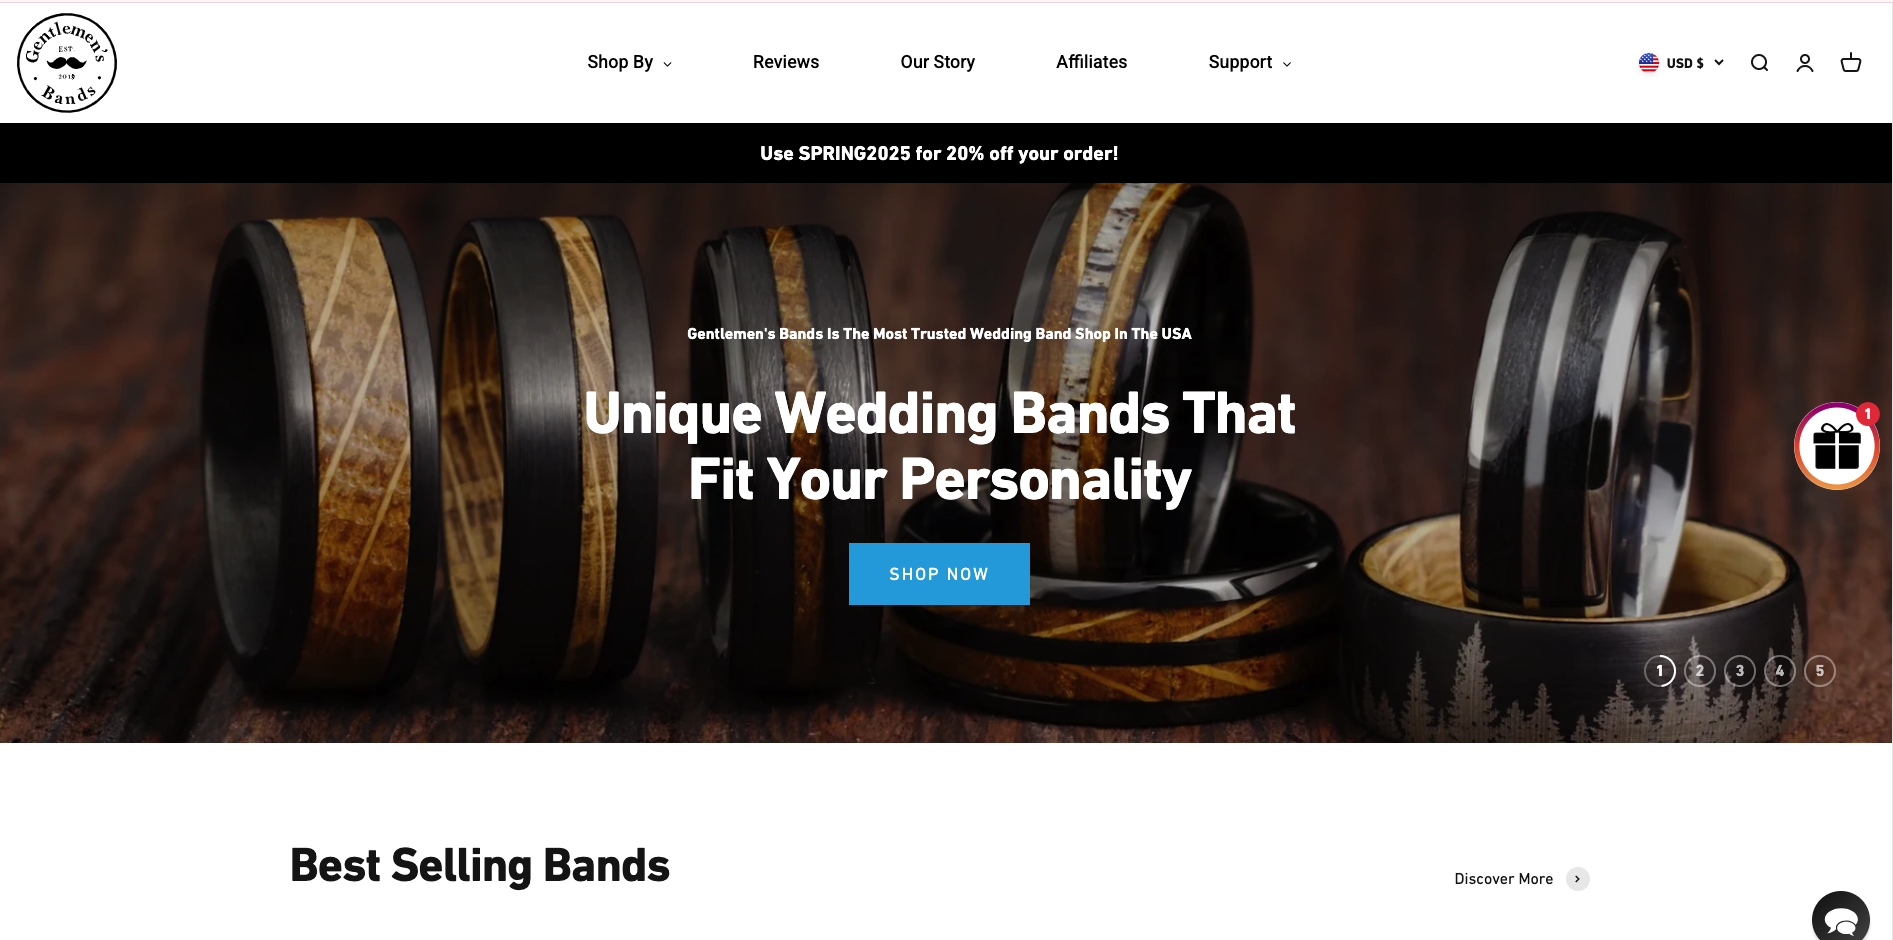 Gentlemen's
EST.
2019
Bands
Shop By
Reviews
Our Story
Affiliates
Support
USD $
Use SPRING2025 for 20% off your order!
Gentlemen's Bands Is The Most Trusted Wedding Band Shop In The USA
Unique Wedding Bands That
Fit Your Personality
SHOP NOW
1
1 2 3 4 5
Best Selling Bands
Discover More